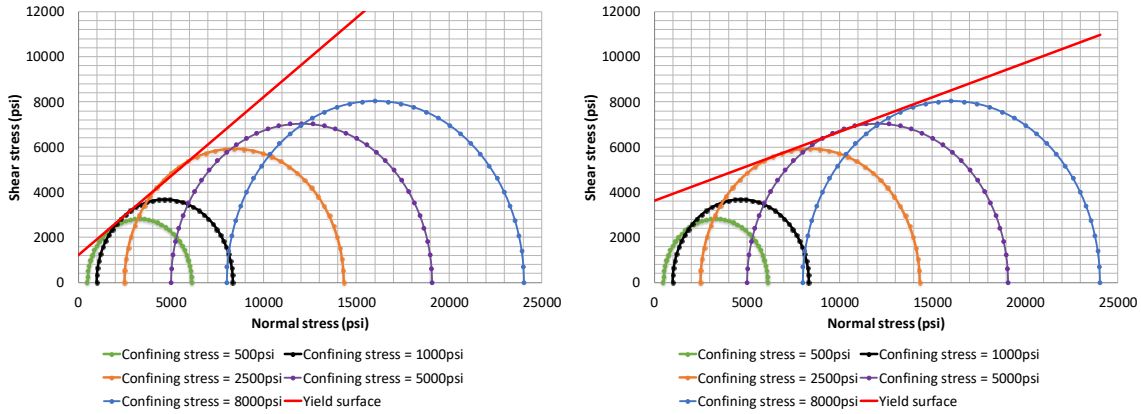 12000
10000
8000
6000
4000
2000
0
Shear stress (psi)
0 5000 10000 15000 20000 25000
Normal stress (psi)
Confining stress = 500psi Confining stress = 1000psi
Confining stress = 2500psi Confining stress = 5000psi
Confining stress = 8000psi Yield surface
12000
10000
8000
6000
4000
2000
0
Shear stress (psi)
0 5000 10000 15000 20000 25000
Normal stress (psi)
Confining stress = 500psi Confining stress = 1000psi
Confining stress = 2500psi Confining stress = 5000psi
Confining stress = 8000psi Yield surface